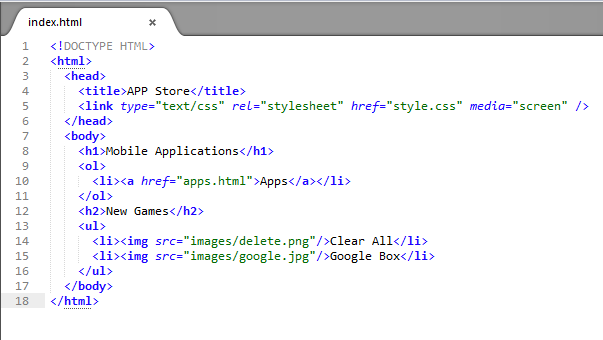 index.html ×
1 <!DOCTYPE HTML>
2 <html>
3 <head>
4 <title>APP Store</title>
5 <link type="text/css" rel="stylesheet" href="style.css" media="screen" />
6 </head>
7 <body>
8 <h1>Mobile Applications</h1>
9 <ol>
10 <li><a href="apps.html">Apps</a></li>
11 </ol>
12 <h2>New Games</h2>
13 <ul>
14 <li><img src="images/delete.png"/>Clear All</li>
15 <li><img src="images/google.jpg"/>Google Box</li>
16 </ul>
17 </body>
18 </html>